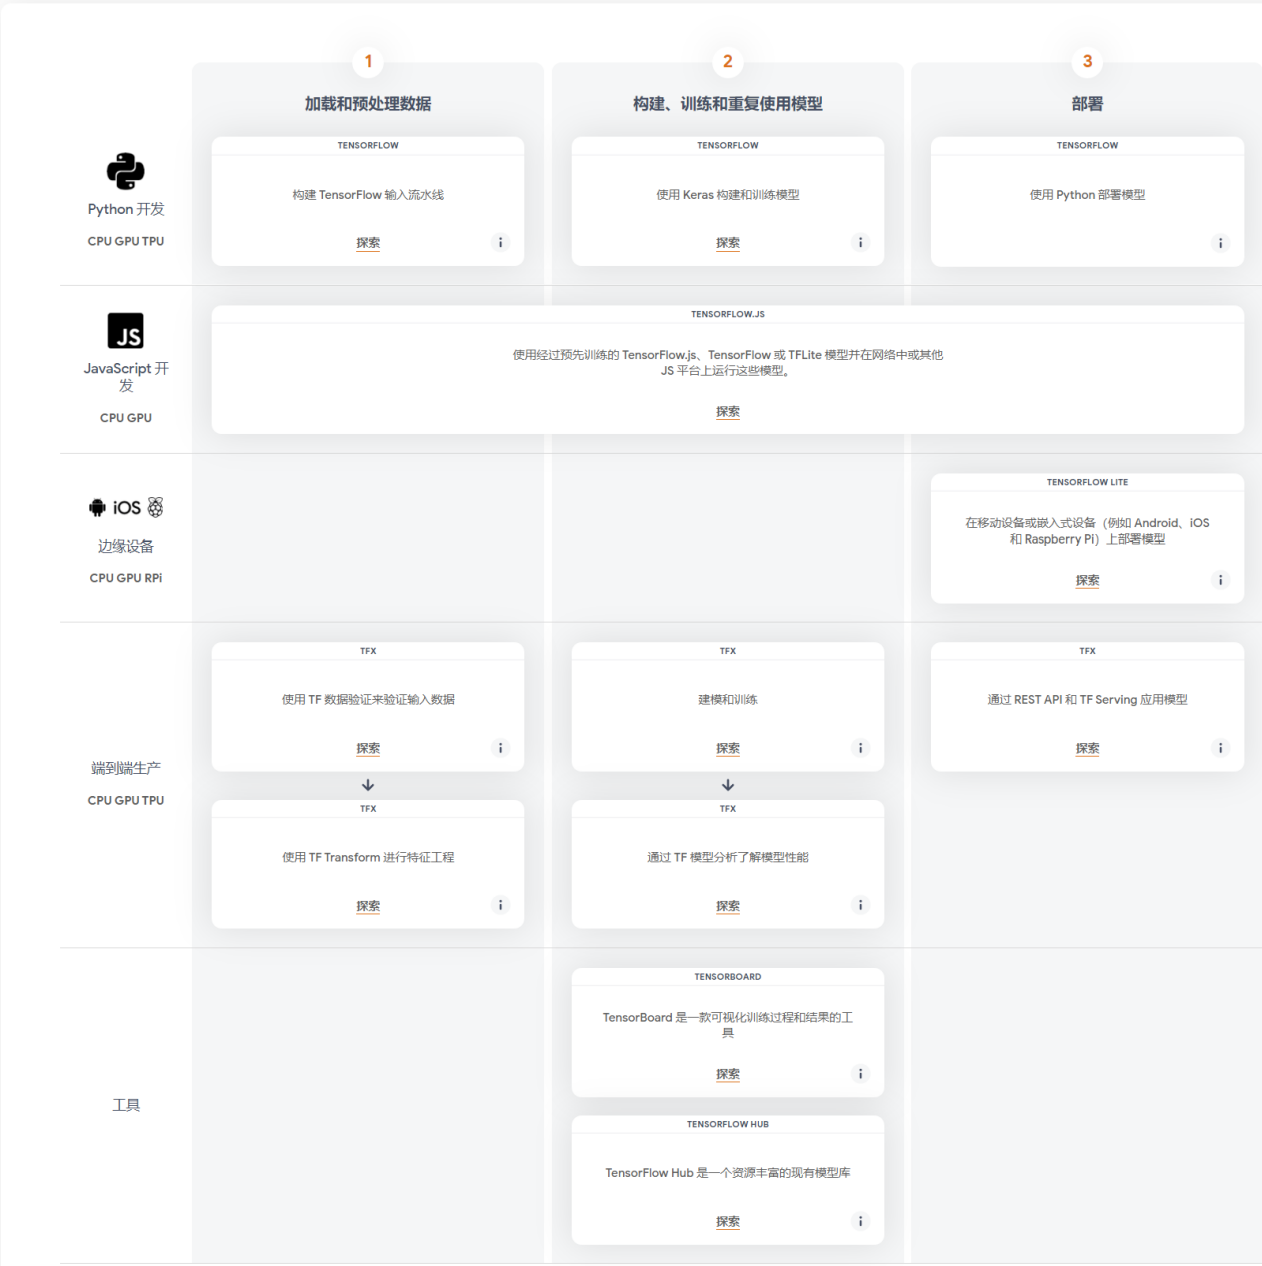 1
加载和预处理数据
2
构建、训练和重复使用模型
3
部署
Python 开发
CPU GPU TPU
TENSORFLOW
构建 TensorFlow 输入流水线
探索
i
TENSORFLOW
使用 Keras 构建和训练模型
探索
i
TENSORFLOW
使用 Python 部署模型
i
JS
JavaScript 开
发
CPU GPU
TENSORFLOW.JS
使用经过预先训练的 TensorFlow.js、TensorFlow 或 TFLite 模型并在网络中或其他
JS 平台上运行这些模型。
探索
iOS
边缘设备
CPU GPU RPi
TENSORFLOW LITE
在移动设备或嵌入式设备（例如 Android、iOS
和 Raspberry Pi）上部署模型
探索
i
端到端生产
CPU GPU TPU
TFX
使用 TF 数据验证来验证输入数据
探索
i
TFX
使用 TF Transform 进行特征工程
探索
i
TFX
建模和训练
探索
i
TFX
通过 TF 模型分析了解模型性能
探索
i
TFX
通过 REST API 和 TF Serving 应用模型
探索
i
工具
TENSORBOARD
TensorBoard 是一款可视化训练过程和结果的工
具
探索
i
TENSORFLOW HUB
TensorFlow Hub 是一个资源丰富的现有模型库
探索
i